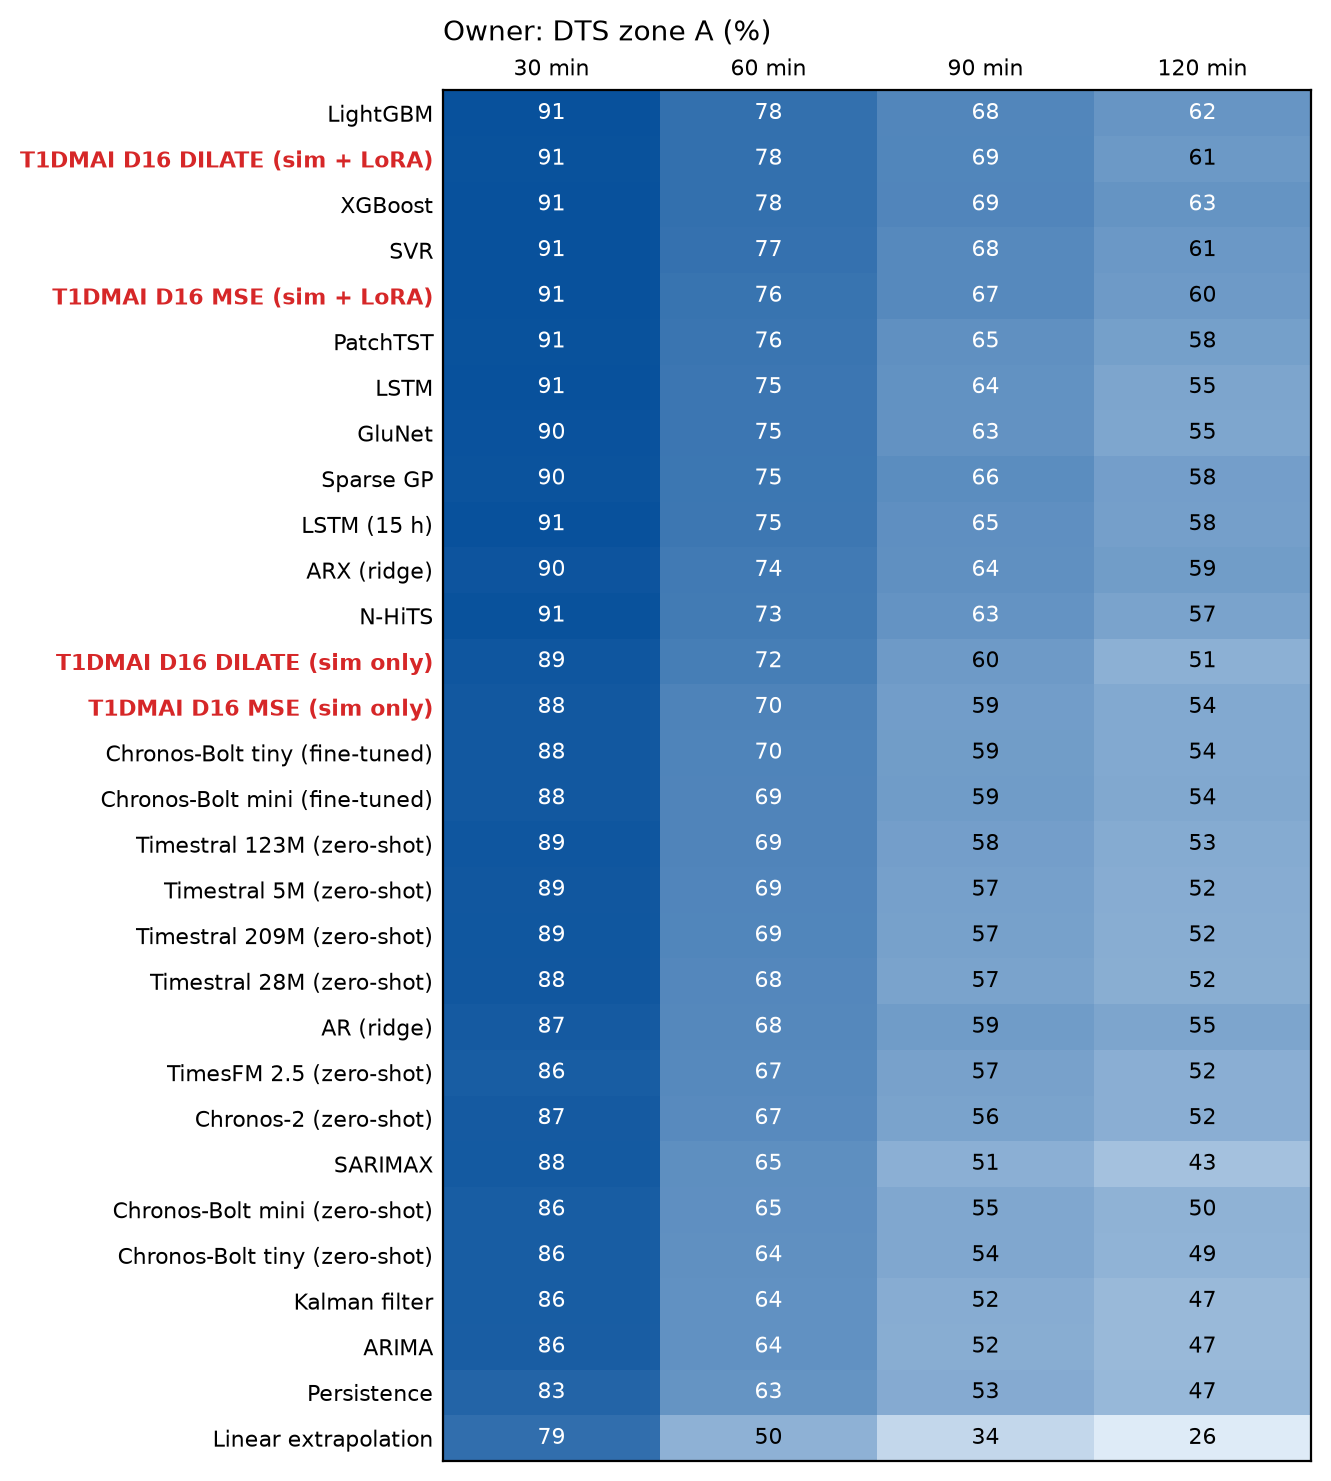 Owner: DTS zone A (%)
30 min 60 min 90 min 120 min
LightGBM 91 78 68 62
T1DMAI D16 DILATE (sim + LoRA) 91 78 69 61
XGBoost 91 78 69 63
SVR 91 77 68 61
T1DMAI D16 MSE (sim + LoRA) 91 76 67 60
PatchTST 91 76 65 58
LSTM 91 75 64 55
GluNet 90 75 63 55
Sparse GP 90 75 66 58
LSTM (15 h) 91 75 65 58
ARX (ridge) 90 74 64 59
N-HiTS 91 73 63 57
T1DMAI D16 DILATE (sim only) 89 72 60 51
T1DMAI D16 MSE (sim only) 88 70 59 54
Chronos-Bolt tiny (fine-tuned) 88 70 59 54
Chronos-Bolt mini (fine-tuned) 88 69 59 54
Timestral 123M (zero-shot) 89 69 58 53
Timestral 5M (zero-shot) 89 69 57 52
Timestral 209M (zero-shot) 89 69 57 52
Timestral 28M (zero-shot) 88 68 57 52
AR (ridge) 87 68 59 55
TimesFM 2.5 (zero-shot) 86 67 57 52
Chronos-2 (zero-shot) 87 67 56 52
SARIMAX 88 65 51 43
Chronos-Bolt mini (zero-shot) 86 65 55 50
Chronos-Bolt tiny (zero-shot) 86 64 54 49
Kalman filter 86 64 52 47
ARIMA 86 64 52 47
Persistence 83 63 53 47
Linear extrapolation 79 50 34 26